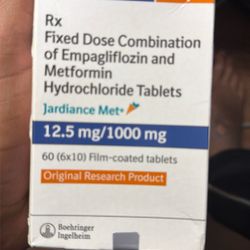 Rx
Fixed Dose Combination
of Empagliflozin and
Metformin
Hydrochloride Tablets
Jardiance Met®
12.5 mg/1000 mg
60 (6x10) Film-coated tablets
Original Research Product
Boehringer
Ingelheim